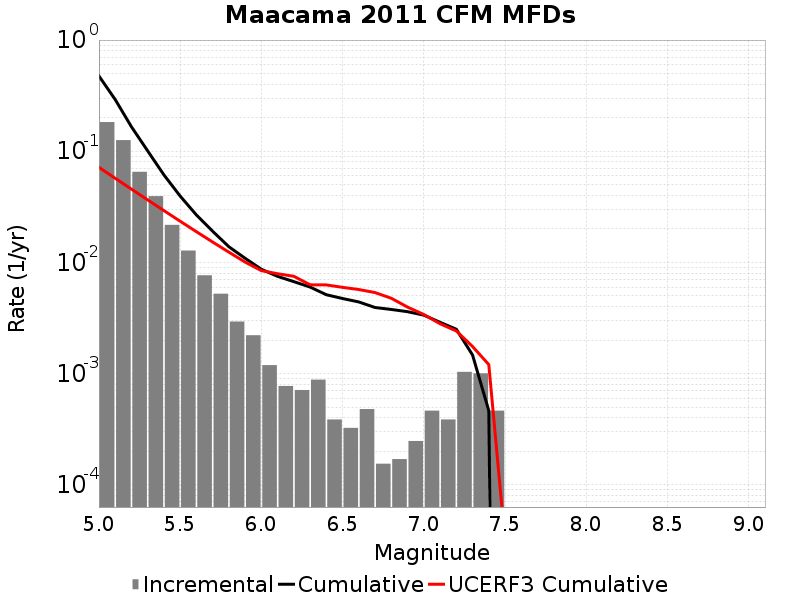 Maacama 2011 CFM MFDs
10^0
10^-1
10^-2
10^-3
10^-4
Rate (1/yr)
5.0 5.5 6.0 6.5 7.0 7.5 8.0 8.5 9.0
Magnitude
Incremental Cumulative UCERF3 Cumulative